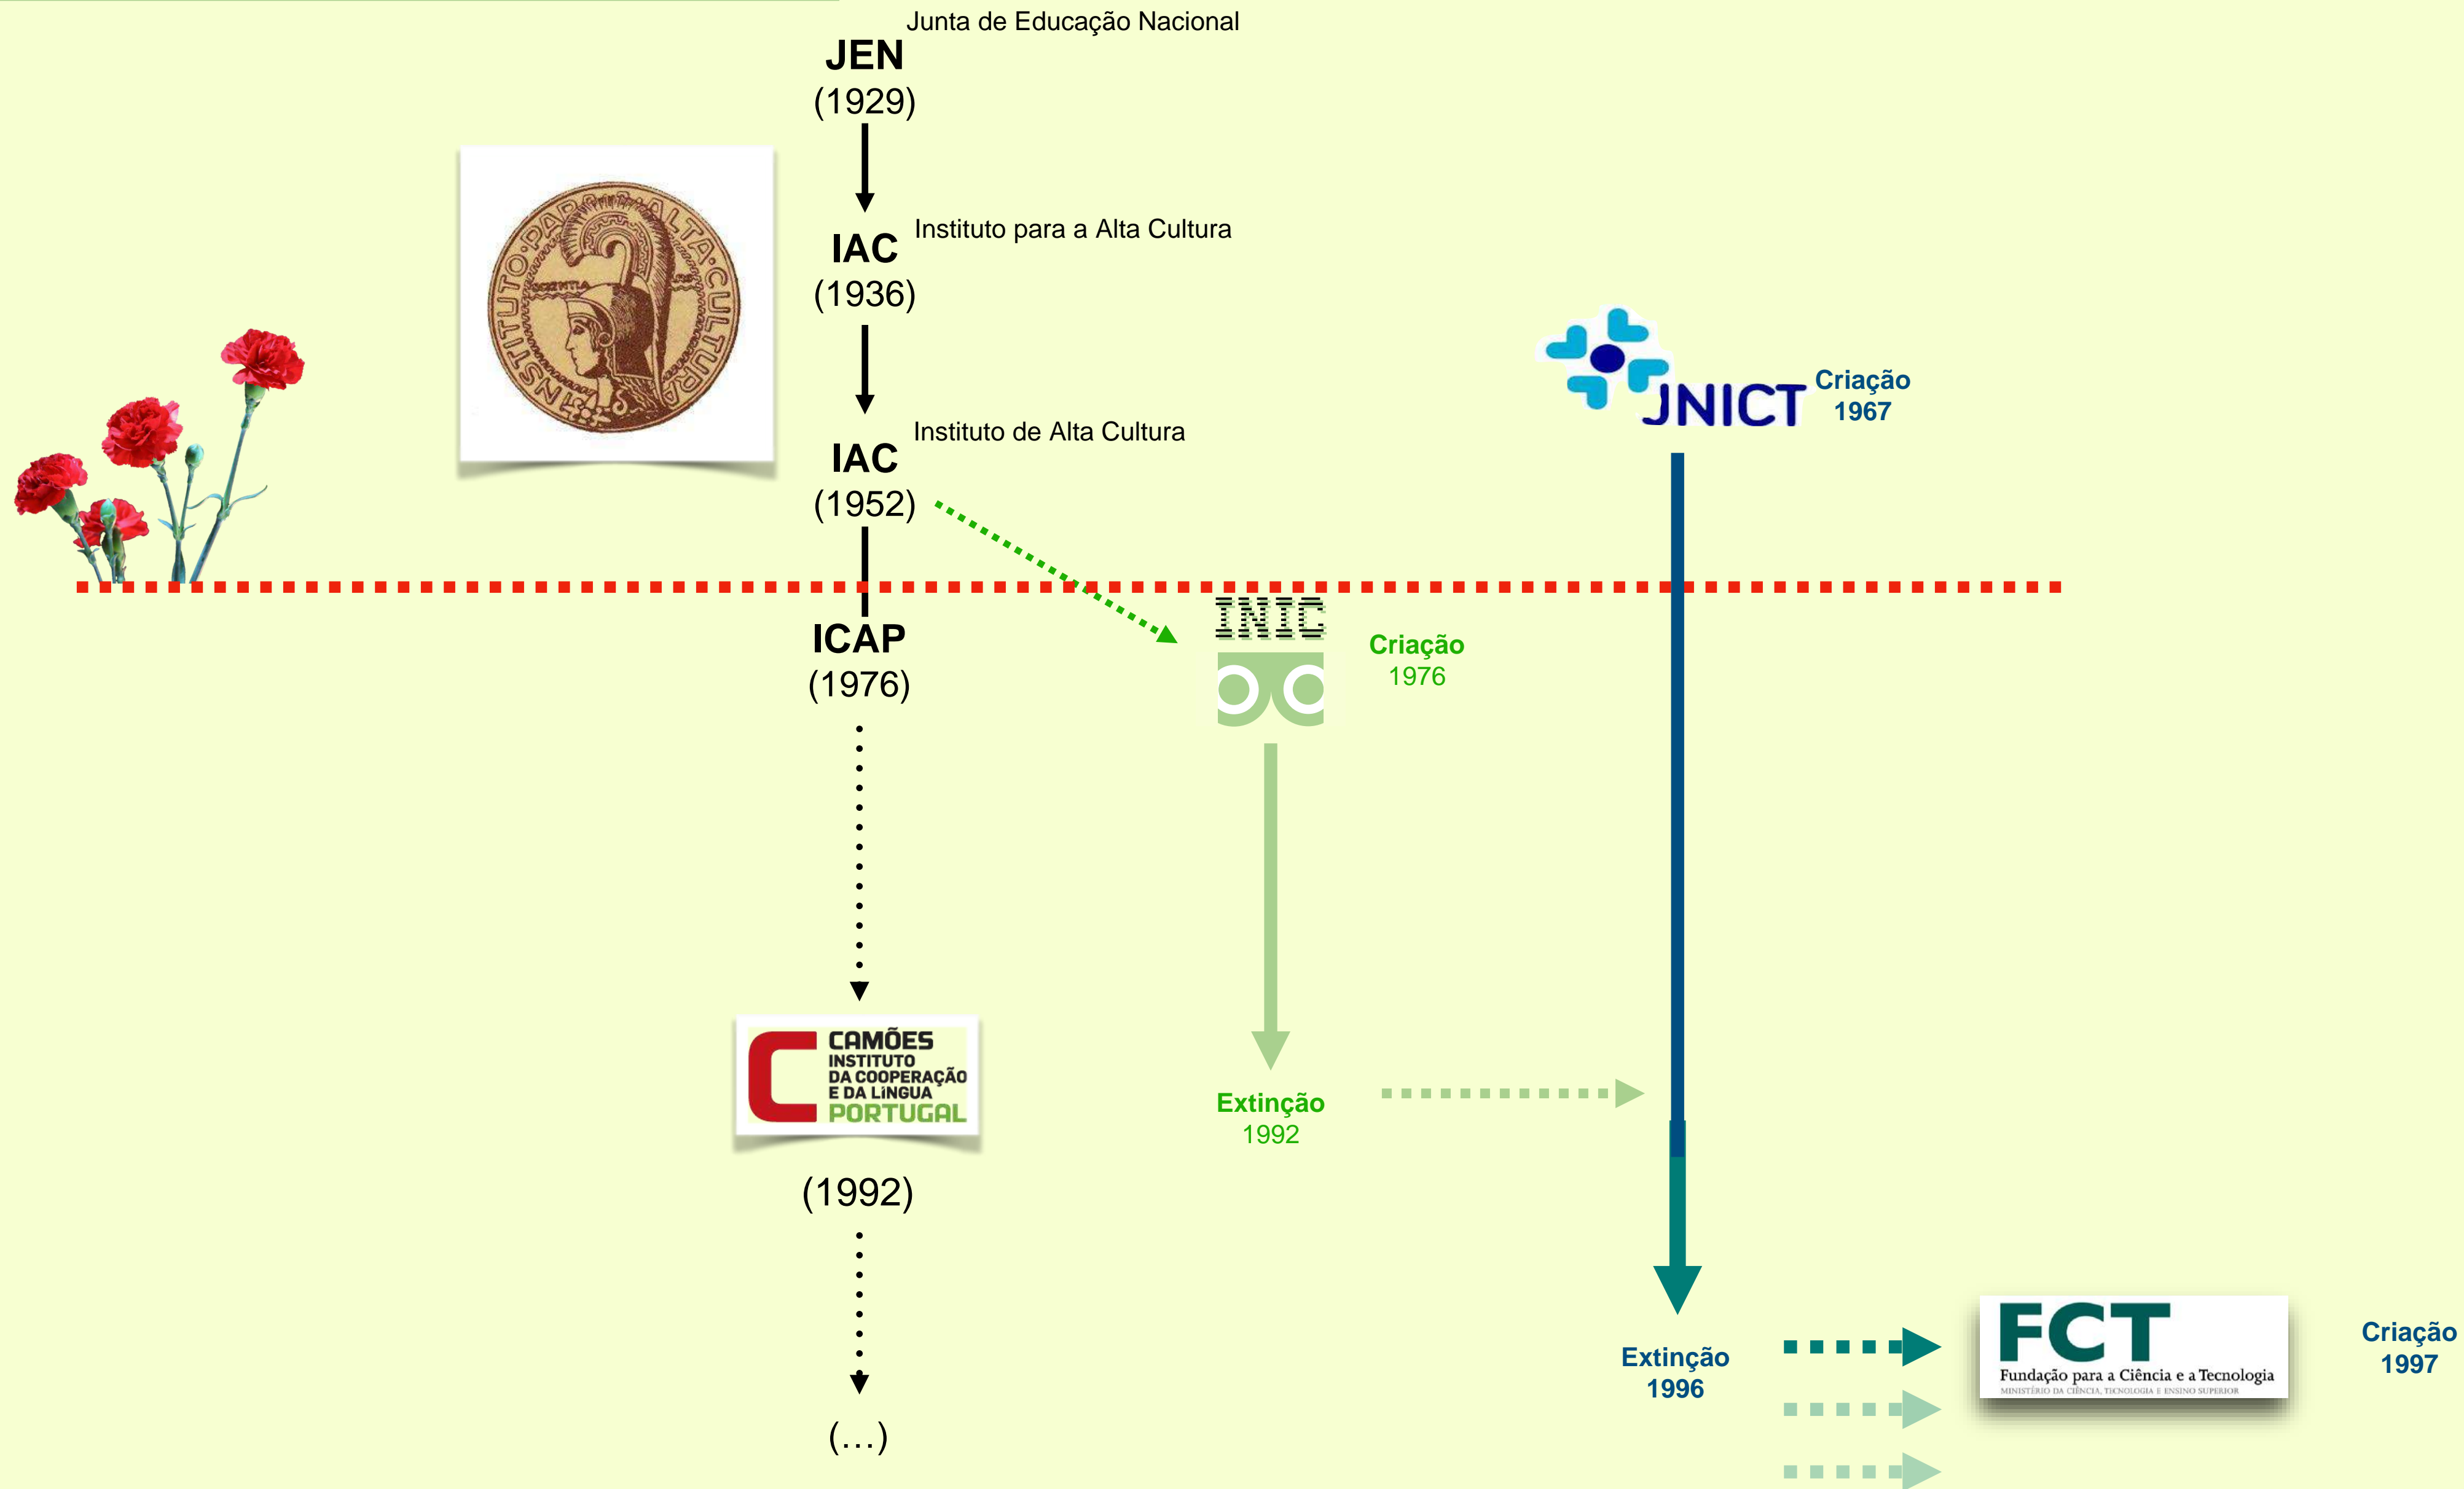 Junta de Educação Nacional
JEN
(1929)
Instituto para a Alta Cultura
IAC
(1936)
INSTITUTO·PARA·A·ALTA·CULTURA
SCIENTIA
Instituto de Alta Cultura
IAC
(1952)
JNICT
Criação
1967
ICAP
(1976)
INIC
Criação
1976
CAMÕES
INSTITUTO
DA COOPERAÇÃO
E DA LÍNGUA
PORTUGAL
(1992)
Extinção
1992
(…)
Extinção
1996
FCT
Fundação para a Ciência e a Tecnologia
MINISTÉRIO DA CIÊNCIA, TECNOLOGIA E ENSINO SUPERIOR
Criação
1997